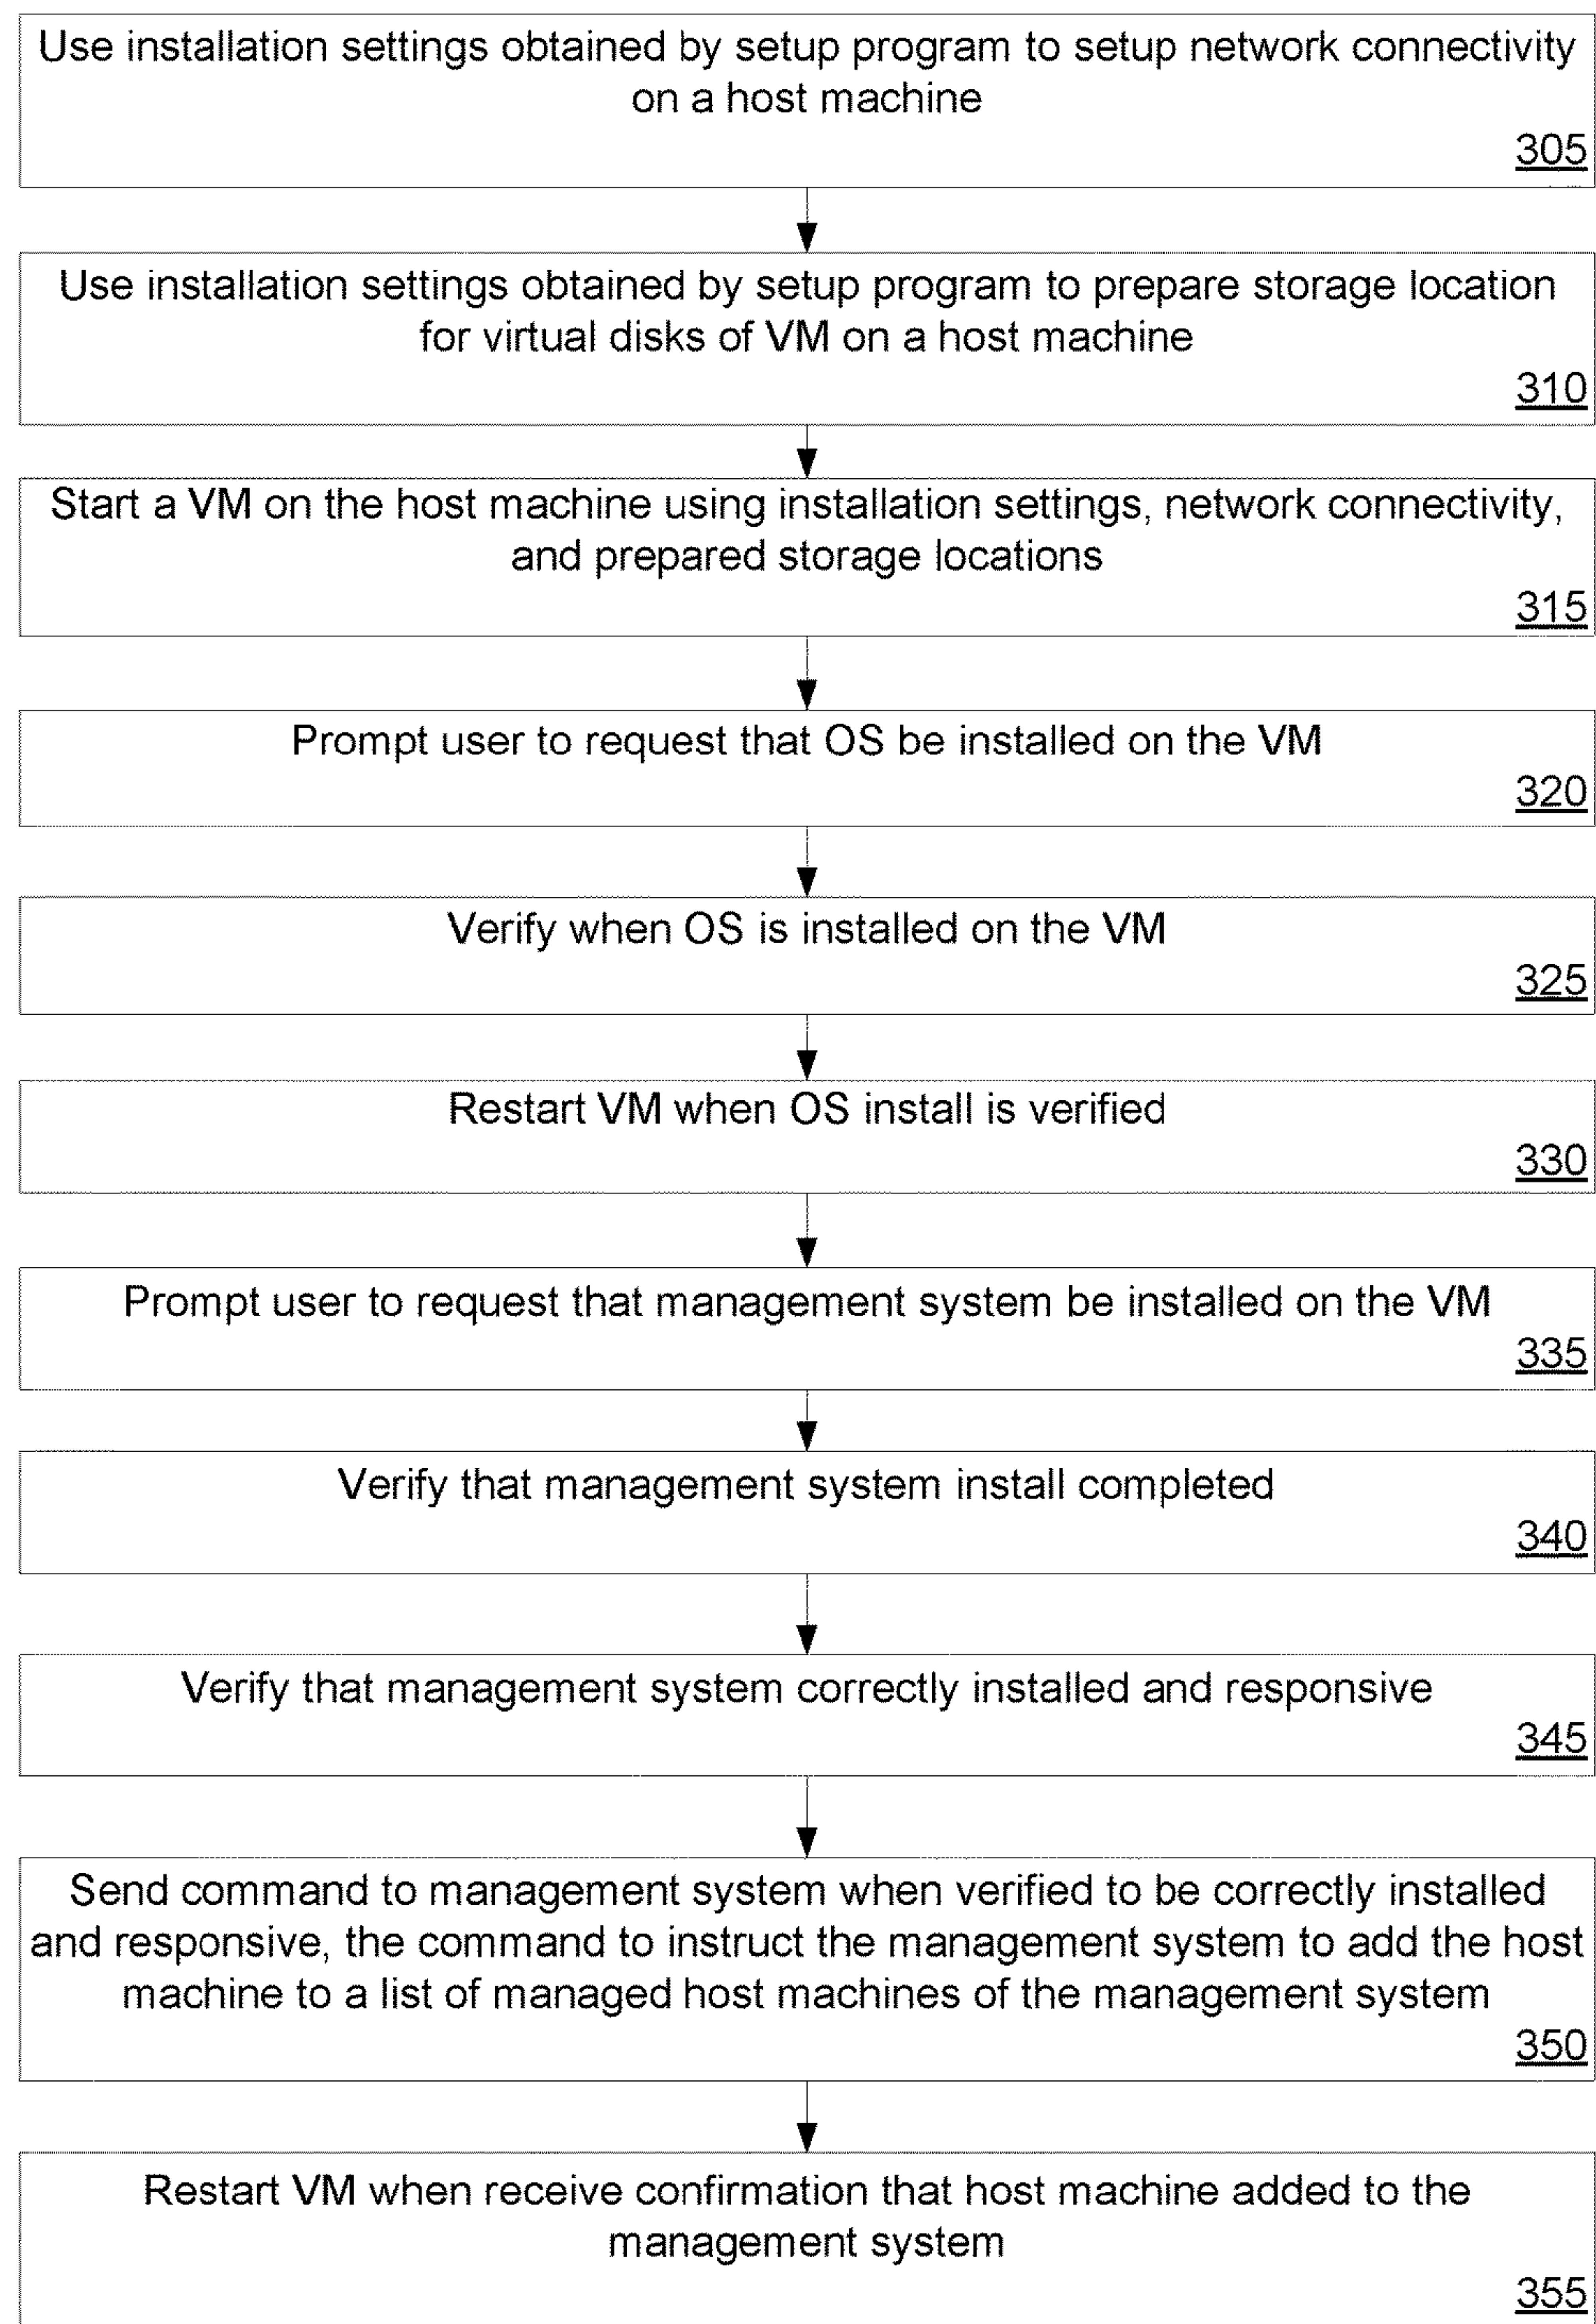 Use installation settings obtained by setup program to setup network connectivity
on a host machine
305
Use installation settings obtained by setup program to prepare storage location
for virtual disks of VM on a host machine
310
Start a VM on the host machine using installation settings, network connectivity,
and prepared storage locations
315
Prompt user to request that OS be installed on the VM
320
Verify when OS is installed on the VM
325
Restart VM when OS install is verified
330
Prompt user to request that management system be installed on the VM
335
Verify that management system install completed
340
Verify that management system correctly installed and responsive
345
Send command to management system when verified to be correctly installed
and responsive, the command to instruct the management system to add the host
machine to a list of managed host machines of the management system
350
Restart VM when receive confirmation that host machine added to the
management system
355